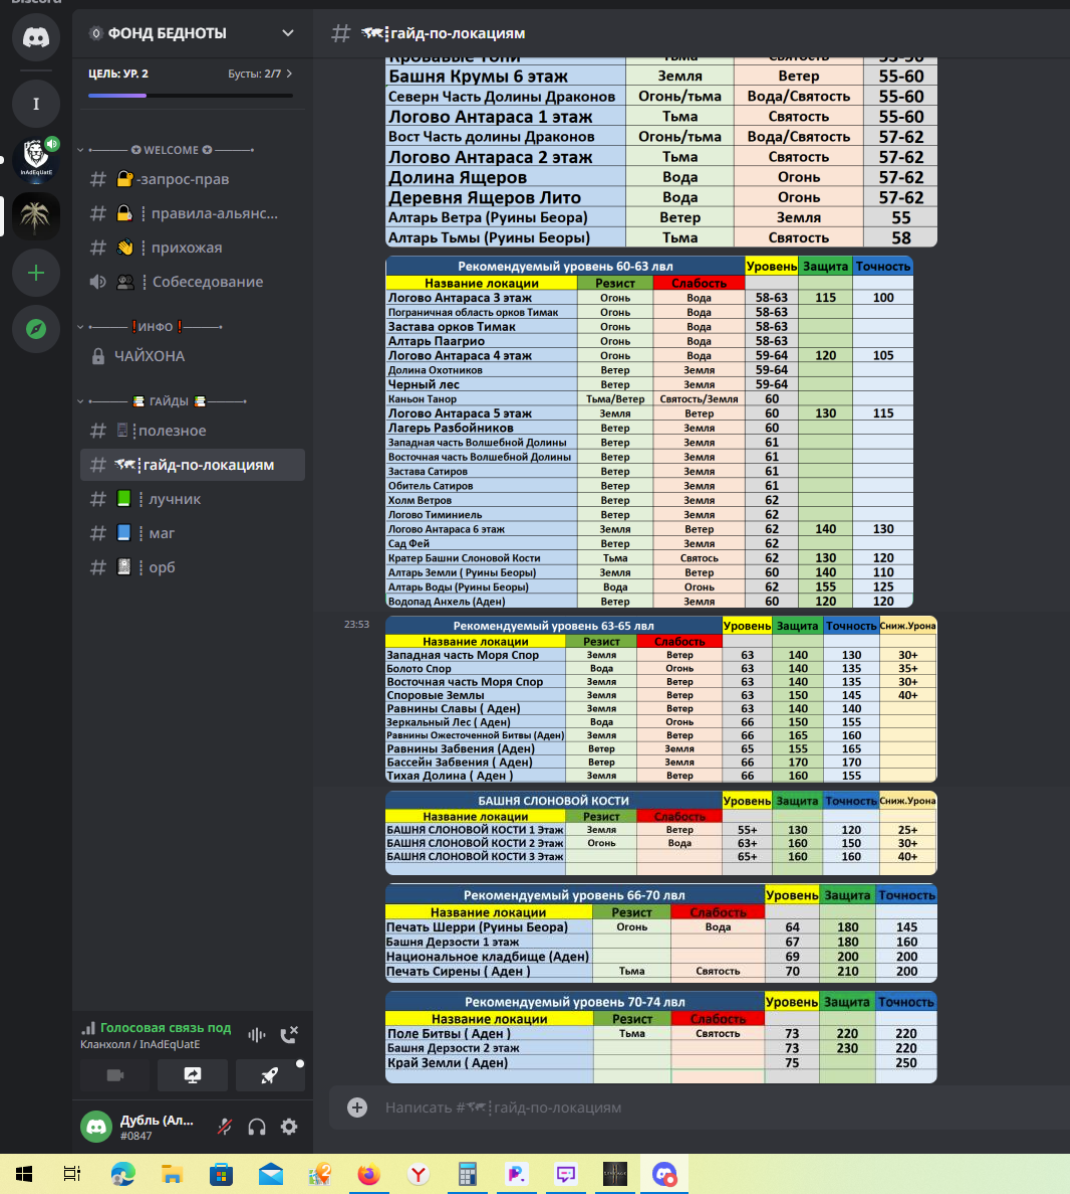 Discord
ФОНД БЕДНОТЫ
ЦЕЛЬ: УР. 2 Бусты: 2/7
WELCOME
-запрос-прав
правила-альянс...
прихожая
Собеседование
ИНФО
ЧАЙХОНА
ГАЙДЫ
полезное
гайд-по-локациям
лучник
маг
орб
Голосовая связь под
Кланхолл / InAdEqUatE
Дубль (Ал...
#0847
I
InAdEqUatE
# гайд-по-локациям
Кровавые Топи Тьма Святость 55-56
Башня Крумы 6 этаж Земля Ветер 55-60
Северн Часть Долины Драконов Огонь/тьма Вода/Святость 55-60
Логово Антараса 1 этаж Тьма Святость 55-60
Вост Часть долины Драконов Огонь/тьма Вода/Святость 57-62
Логово Антараса 2 этаж Тьма Святость 57-62
Долина Ящеров Вода Огонь 57-62
Деревня Ящеров Лито Вода Огонь 57-62
Алтарь Ветра (Руины Беора) Ветер Земля 55
Алтарь Тьмы (Руины Беоры) Тьма Святость 58
Рекомендуемый уровень 60-63 лвл Уровень Защита Точность
Название локации Резист Слабость
Логово Антараса 3 этаж Огонь Вода 58-63 115 100
Пограничная область орков Тимак Огонь Вода 58-63
Застава орков Тимак Огонь Вода 58-63
Алтарь Паагрио Огонь Вода 58-63
Логово Антараса 4 этаж Огонь Вода 59-64 120 105
Долина Охотников Ветер Земля 59-64
Черный лес Ветер Земля 59-64
Каньон Танор Тьма/Ветер Святость/Земля 60
Логово Антараса 5 этаж Земля Ветер 60 130 115
Лагерь Разбойников Ветер Земля 60
Западная часть Волшебной Долины Ветер Земля 61
Восточная часть Волшебной Долины Ветер Земля 61
Застава Сатиров Ветер Земля 61
Обитель Сатиров Ветер Земля 61
Холм Ветров Ветер Земля 62
Логово Тиминиель Ветер Земля 62
Логово Антараса 6 этаж Земля Ветер 62 140 130
Сад Фей Ветер Земля 62
Кратер Башни Слоновой Кости Тьма Святось 62 130 120
Алтарь Земли ( Руины Беоры) Земля Ветер 60 140 110
Алтарь Воды (Руины Беоры) Вода Огонь 62 155 125
Водопад Анхель (Аден) Ветер Земля 60 120 120
23:53
Рекомендуемый уровень 63-65 лвл Уровень Защита Точность Сниж.Урона
Название локации Резист Слабость
Западная часть Моря Спор Земля Ветер 63 140 130 30+
Болото Спор Вода Огонь 63 140 135 35+
Восточная часть Моря Спор Земля Ветер 63 140 135 30+
Споровые Землы Земля Ветер 63 150 145 40+
Равнины Славы ( Аден) Земля Ветер 63 140 140
Зеркальный Лес ( Аден) Вода Огонь 66 150 155
Равнины Ожесточенной Битвы (Аден) Земля Ветер 66 165 160
Равнины Забвения (Аден) Ветер Земля 65 155 165
Бассейн Забвения ( Аден) Ветер Земля 66 170 170
Тихая Долина ( Аден ) Земля Ветер 66 160 155
БАШНЯ СЛОНОВОЙ КОСТИ Уровень Защита Точность Сниж.Урона
Название локации Резист Слабость
БАШНЯ СЛОНОВОЙ КОСТИ 1 Этаж Земля Ветер 55+ 130 120 25+
БАШНЯ СЛОНОВОЙ КОСТИ 2 Этаж Огонь Вода 63+ 160 150 30+
БАШНЯ СЛОНОВОЙ КОСТИ 3 Этаж 65+ 160 160 40+
Рекомендуемый уровень 66-70 лвл Уровень Защита Точность
Название локации Резист Слабость
Печать Шерри (Руины Беора) Огонь Вода 64 180 145
Башня Дерзости 1 этаж 67 180 160
Национальное кладбище (Аден) 69 200 200
Печать Сирены ( Аден ) Тьма Святость 70 210 200
Рекомендуемый уровень 70-74 лвл Уровень Защита Точность
Название локации Резист Слабость
Поле Битвы ( Аден ) Тьма Святость 73 220 220
Башня Дерзости 2 этаж 73 230 220
Край Земли ( Аден) 75 250
Написать # гайд-по-локациям